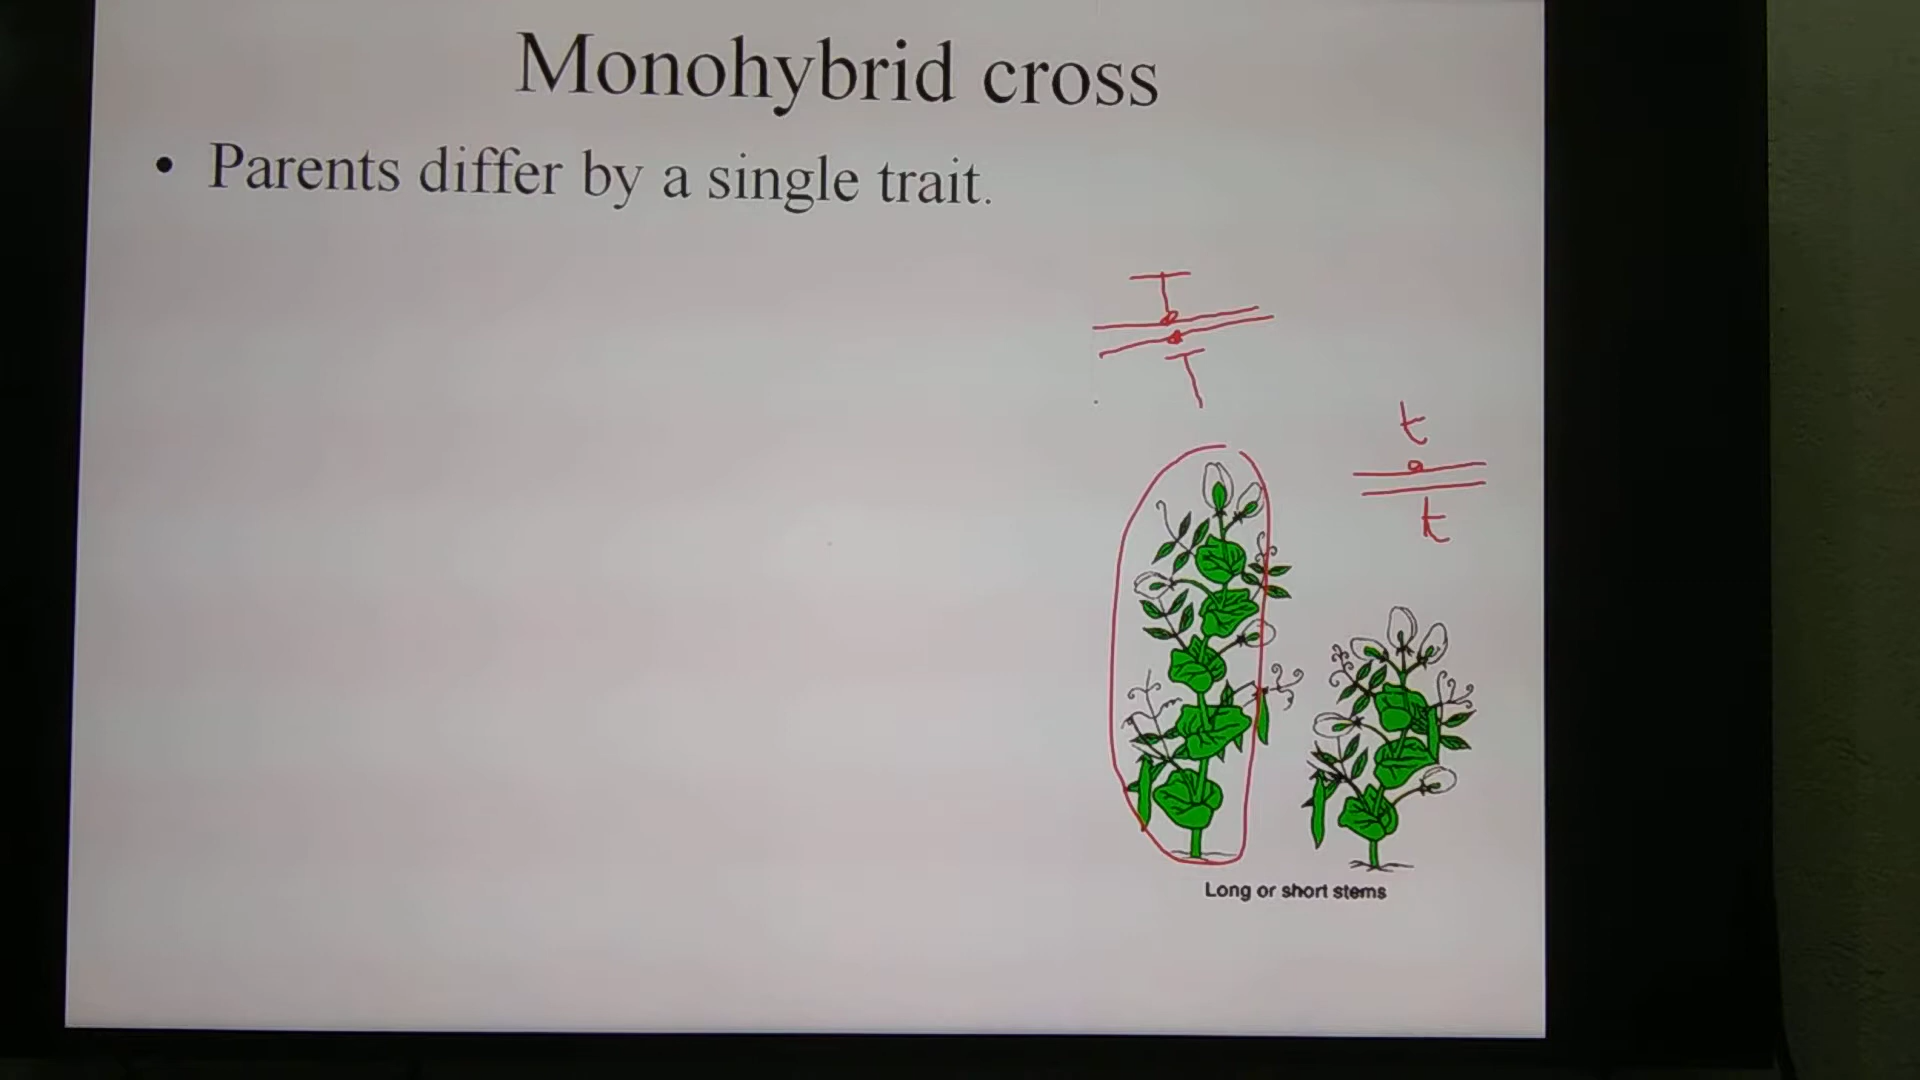 Monohybrid cross
• Parents differ by a single trait.
T
T
t
t
Long or short stems